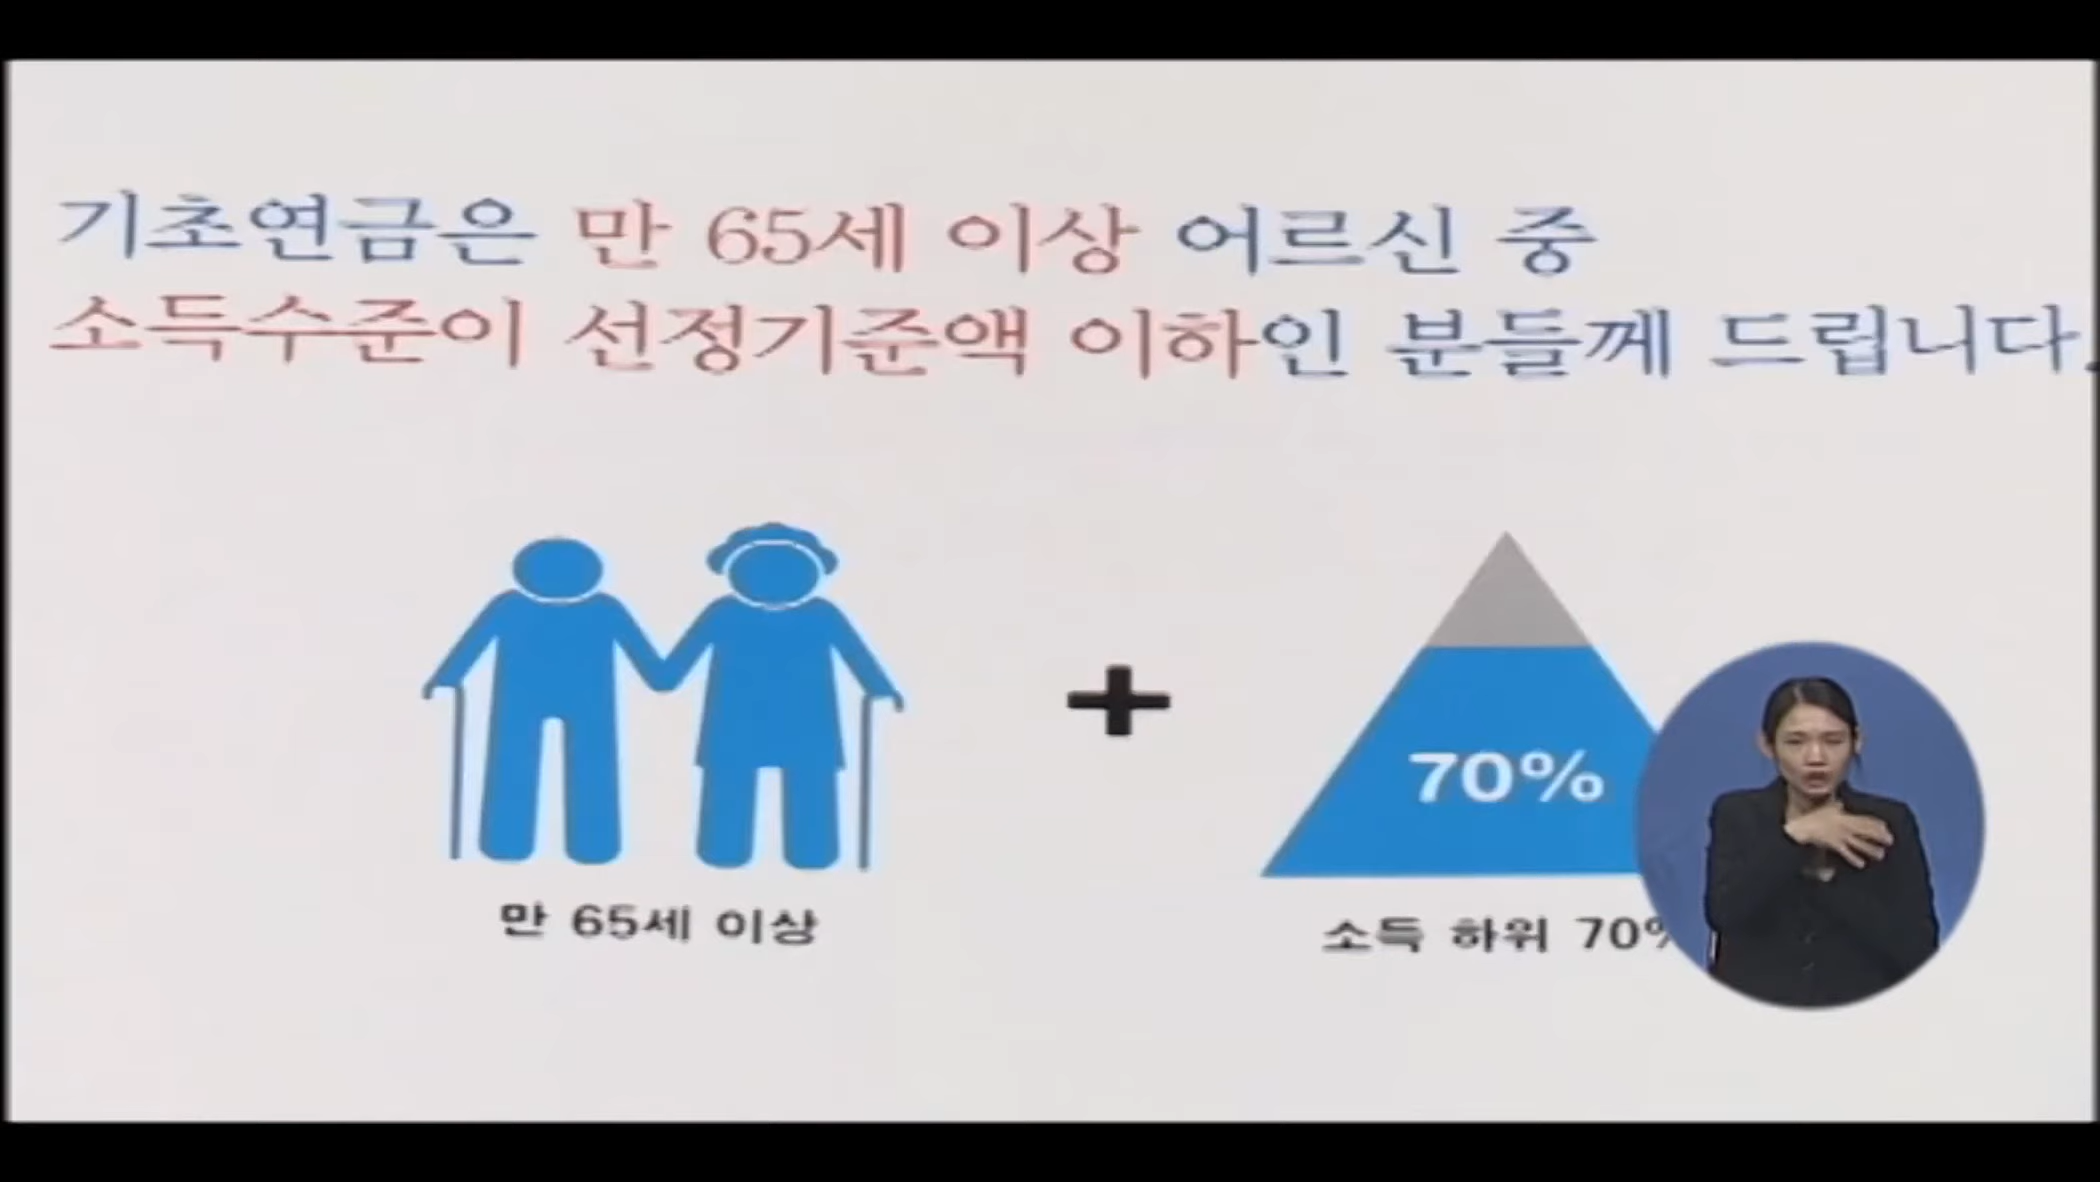 기초연금은 만 65세 이상 어르신 중
소득수준이 선정기준액 이하인 분들께 드립니다.
70%
만 65세 이상
소득 하위 70%